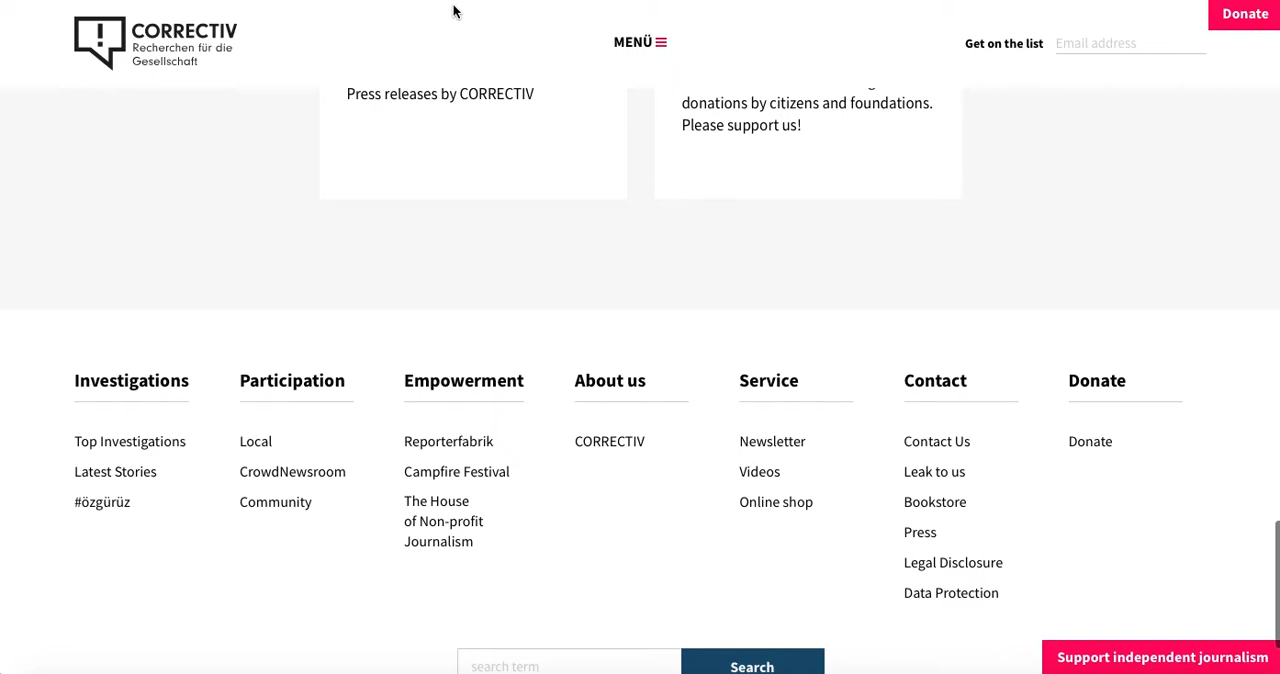 CORRECTIV
Recherchen für die
Gesellschaft
MENÜ
Get on the list
Email address
Donate
Press releases by CORRECTIV
donations by citizens and foundations.
Please support us!
Investigations
Top Investigations
Latest Stories
#özgürüz
Participation
Local
CrowdNewsroom
Community
Empowerment
Reporterfabrik
Campfire Festival
The House
of Non-profit
Journalism
About us
CORRECTIV
Service
Newsletter
Videos
Online shop
Contact
Contact Us
Leak to us
Bookstore
Press
Legal Disclosure
Data Protection
Donate
Donate
search term
Search
Support independent journalism